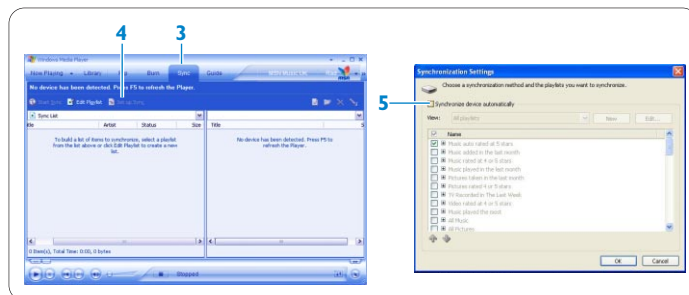 4
3
Windows Media Player
Now Playing
Library
Rip
Burn
Sync
Guide
msn
No device has been detected. Press F5 to refresh the Player.
Start Sync
Edit Playlist
Set up Sync
Sync List
Title
Artist
Status
Size
Title
To build a list of items to synchronize, select a playlist
from the list above or click Edit Playlist to create a new
list.
No device has been detected. Press F5 to
refresh the Player.
0 Item(s), Total Time: 0:00, 0 bytes
Stopped
5
Synchronization Settings
Choose a synchronization method and the playlists you want to synchronize.
Synchronize device automatically
View:
All playlists
New
Edit...
Name
Music auto rated at 5 stars
Music added in the last month
Music rated at 4 or 5 stars
Music played in the last month
Pictures taken in the last month
Pictures rated 4 or 5 stars
TV Recorded in The Last Week
Video rated at 4 or 5 stars
Music played the most
All Music
All Pictures
OK
Cancel